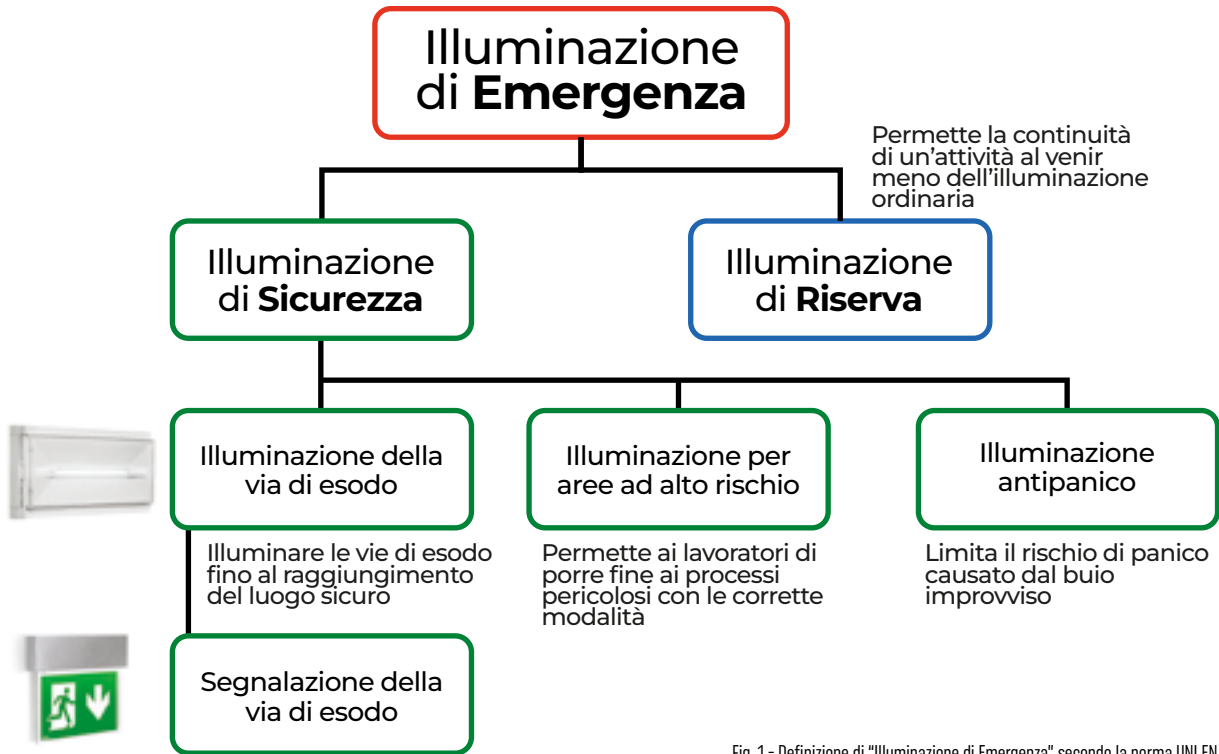 Illuminazione
di Emergenza
Permette la continuità
di un'attività al venir
meno dell'illuminazione
ordinaria
Illuminazione
di Sicurezza
Illuminazione
di Riserva
Illuminazione della
via di esodo
Illuminazione per
aree ad alto rischio
Illuminazione
antipanico
Illuminare le vie di esodo
fino al raggiungimento
del luogo sicuro
Permette ai lavoratori di
porre fine ai processi
pericolosi con le corrette
modalità
Limita il rischio di panico
causato dal buio
improvviso
Segnalazione della
via di esodo
Fig. 1 - Definizione di "Illuminazione di Emergenza" secondo la norma UNI EN